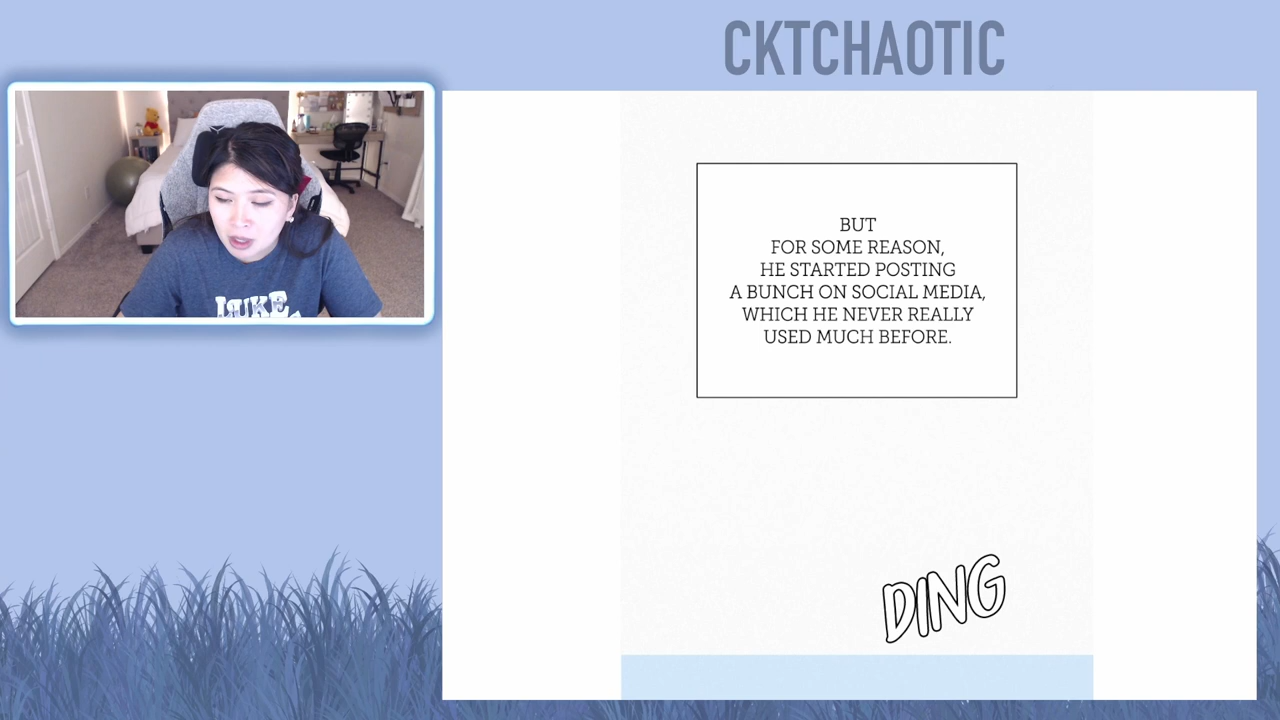 CKTCHAOTIC
BUT
FOR SOME REASON,
HE STARTED POSTING
A BUNCH ON SOCIAL MEDIA,
WHICH HE NEVER REALLY
USED MUCH BEFORE.
DING